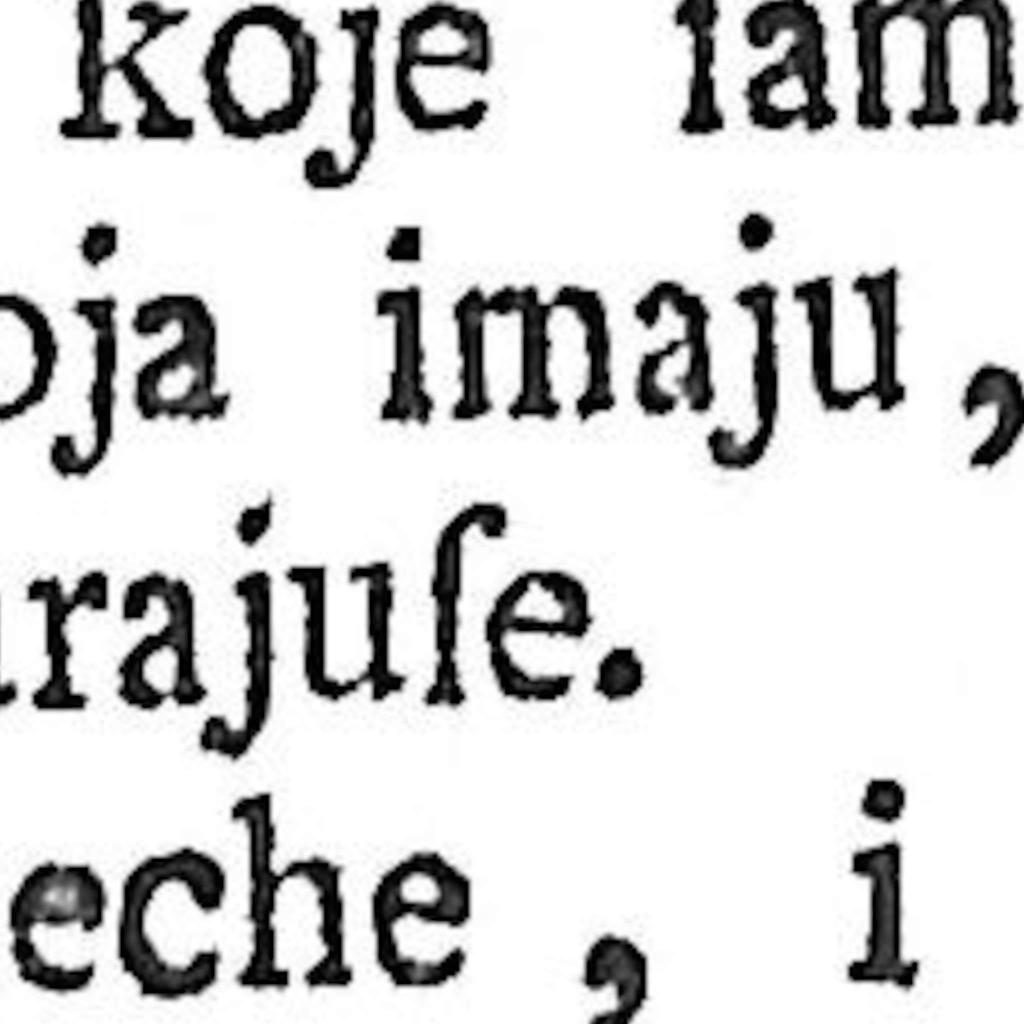 koje
oja imaju,
rajuſe.
eche, i